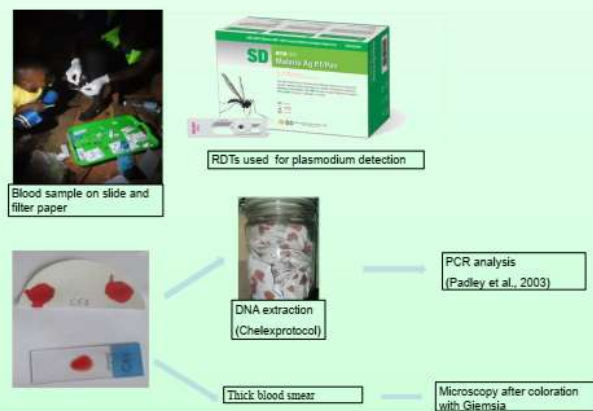 SD
Malaria Ag P.f/Pan
RDTs used for plasmodium detection
Blood sample on slide and
filter paper
DNA extraction
(Chelexprotocol)
PCR analysis
(Padley et al., 2003)
Thick blood smear
Microscopy after coloration
with Giemsia